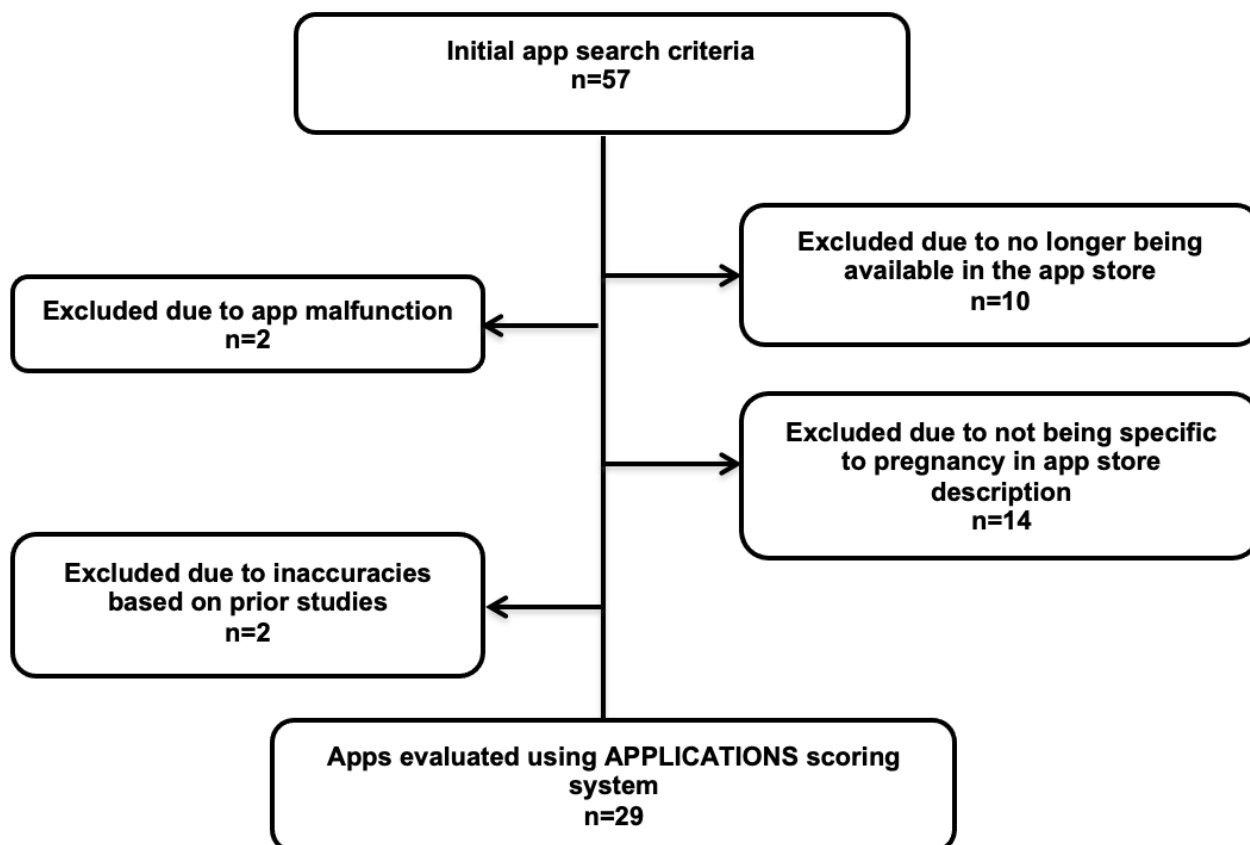 Initial app search criteria
n=57
Excluded due to no longer being
available in the app store
n=10
Excluded due to app malfunction
n=2
Excluded due to not being specific
to pregnancy in app store
description
n=14
Excluded due to inaccuracies
based on prior studies
n=2
Apps evaluated using APPLICATIONS scoring
system
n=29